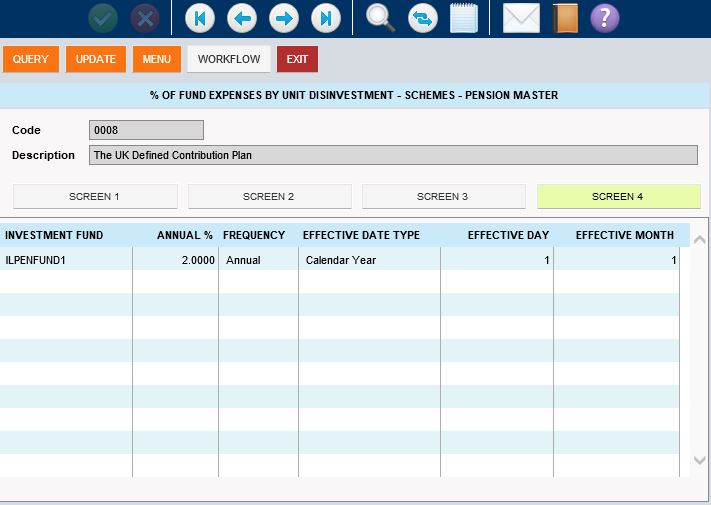 ?
QUERY UPDATE MENU WORKFLOW EXIT
% OF FUND EXPENSES BY UNIT DISINVESTMENT - SCHEMES - PENSION MASTER
Code 0008
Description The UK Defined Contribution Plan
SCREEN 1 SCREEN 2 SCREEN 3 SCREEN 4
INVESTMENT FUND ANNUAL % FREQUENCY EFFECTIVE DATE TYPE EFFECTIVE DAY EFFECTIVE MONTH
ILPENFUND1 2.0000 Annual Calendar Year 1 1